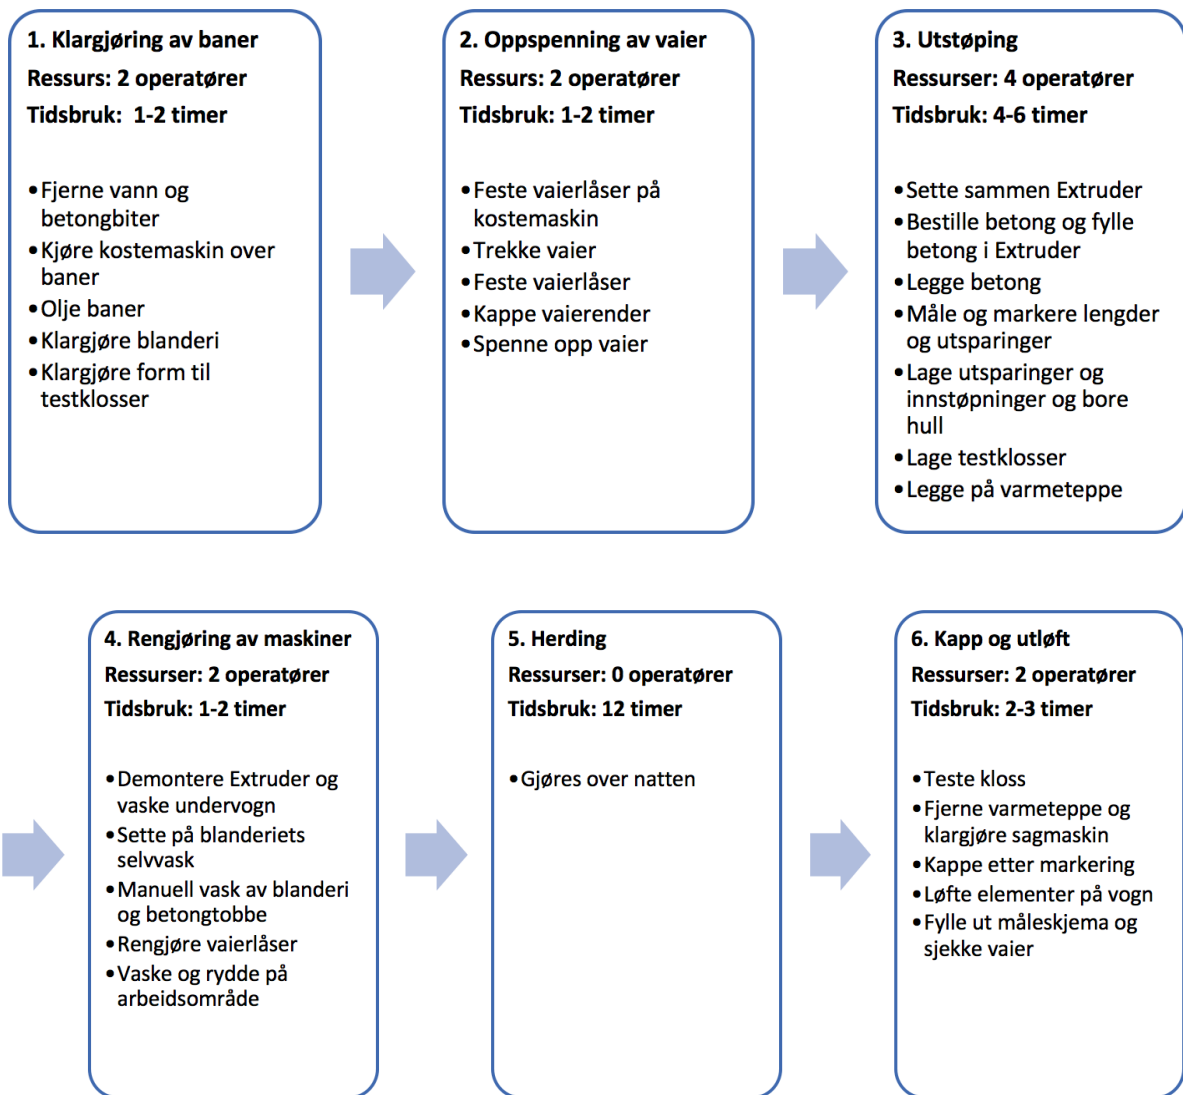 1. Klargjøring av baner
Ressurs: 2 operatører
Tidsbruk:  1-2 timer
•Fjerne vann og
betongbiter
•Kjøre kostemaskin over
baner
•Olje baner
•Klargjøre blanderi
•Klargjøre form til
testklosser
2. Oppspenning av vaier
Ressurs: 2 operatører
Tidsbruk: 1-2 timer
•Feste vaierlåser på
kostemaskin
•Trekke vaier
•Feste vaierlåser
•Kappe vaierender
•Spenne opp vaier
3. Utstøping
Ressurser: 4 operatører
Tidsbruk: 4-6 timer
•Sette sammen Extruder
•Bestille betong og fylle
betong i Extruder
•Legge betong
•Måle og markere lengder
og utsparinger
•Lage utsparinger og
innstøpninger og bore
hull
•Lage testklosser
•Legge på varmeteppe
4. Rengjøring av maskiner
Ressurser: 2 operatører
Tidsbruk: 1-2 timer
•Demontere Extruder og
vaske undervogn
•Sette på blanderiets
selvvask
•Manuell vask av blanderi
og betongtobbe
•Rengjøre vaierlåser
•Vaske og rydde på
arbeidsområde
5. Herding
Ressurser: 0 operatører
Tidsbruk: 12 timer
•Gjøres over natten
6. Kapp og utløft
Ressurser: 2 operatører
Tidsbruk: 2-3 timer
•Teste kloss
•Fjerne varmeteppe og
klargjøre sagmaskin
•Kappe etter markering
•Løfte elementer på vogn
•Fylle ut måleskjema og
sjekke vaier